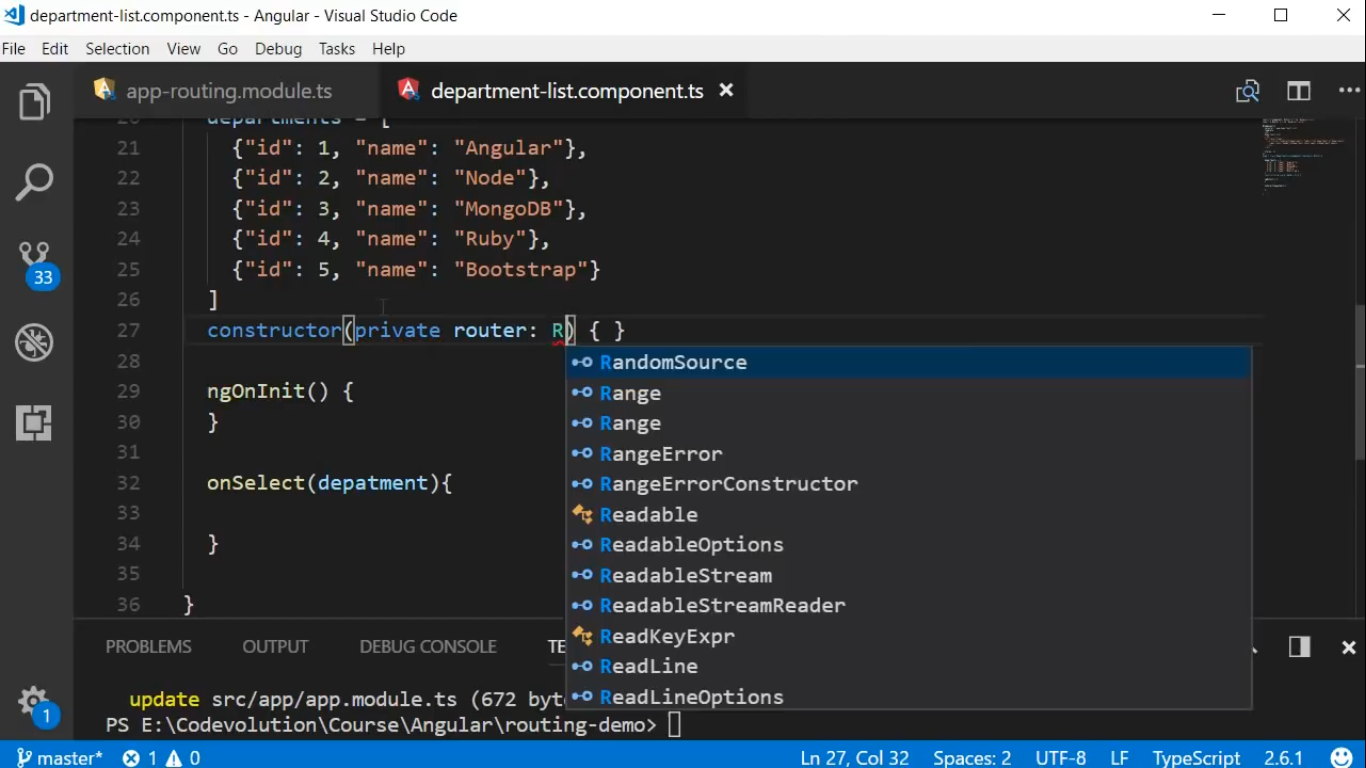 department-list.component.ts - Angular - Visual Studio Code
File Edit Selection View Go Debug Tasks Help
app-routing.module.ts department-list.component.ts
20 departments = [
21 {"id": 1, "name": "Angular"},
22 {"id": 2, "name": "Node"},
23 {"id": 3, "name": "MongoDB"},
24 {"id": 4, "name": "Ruby"},
25 {"id": 5, "name": "Bootstrap"}
26 ]
27 constructor(private router: R) { }
28 RandomSource
Range
29 ngOnInit() {
30 }
Range
31 RangeError
32 onSelect(depatment){
RangeErrorConstructor
33 Readable
34 }
ReadableOptions
35 ReadableStream
36 }
ReadableStreamReader
ReadKeyExpr
ReadLine
ReadLineOptions
33
PROBLEMS OUTPUT DEBUG CONSOLE TE
update src/app/app.module.ts (672 byt
PS E:\Codevolution\Course\Angular\routing-demo>
1
master* 1 0 Ln 27, Col 32 Spaces: 2 UTF-8 LF TypeScript 2.6.1